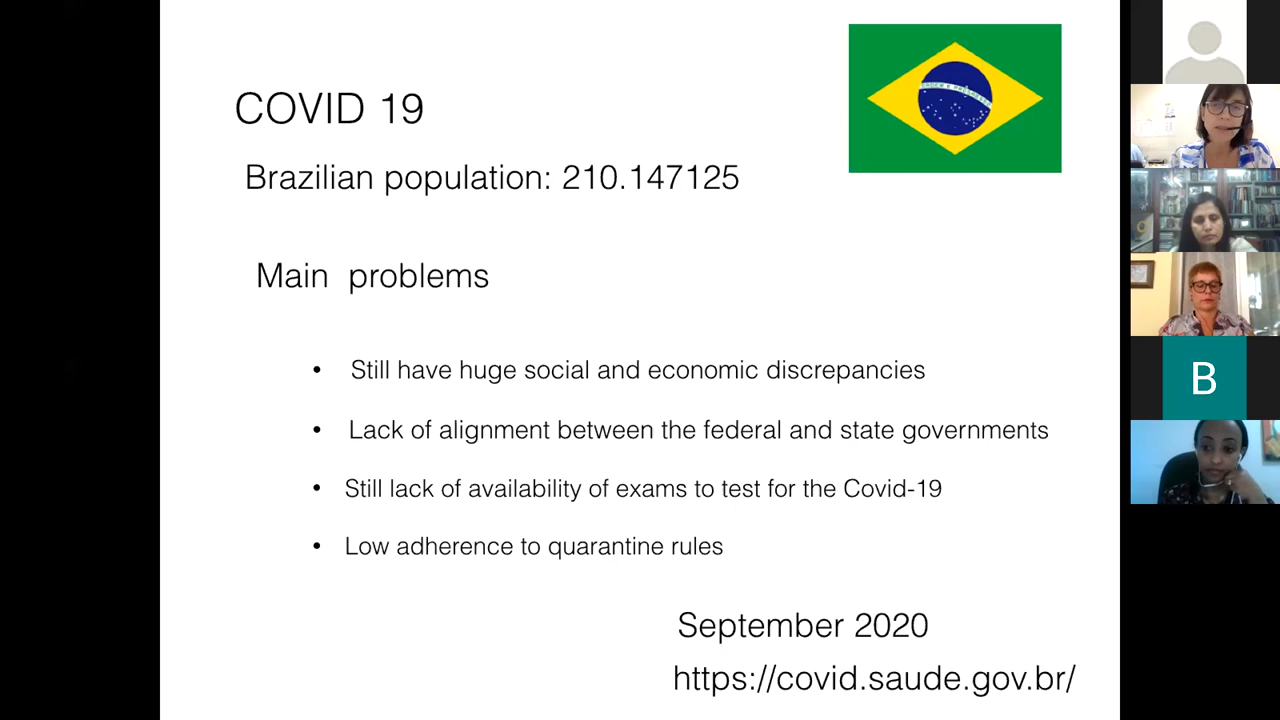 COVID 19
Brazilian population: 210.147125
Main problems
• Still have huge social and economic discrepancies
• Lack of alignment between the federal and state governments
• Still lack of availability of exams to test for the Covid-19
• Low adherence to quarantine rules
September 2020
https://covid.saude.gov.br/
B